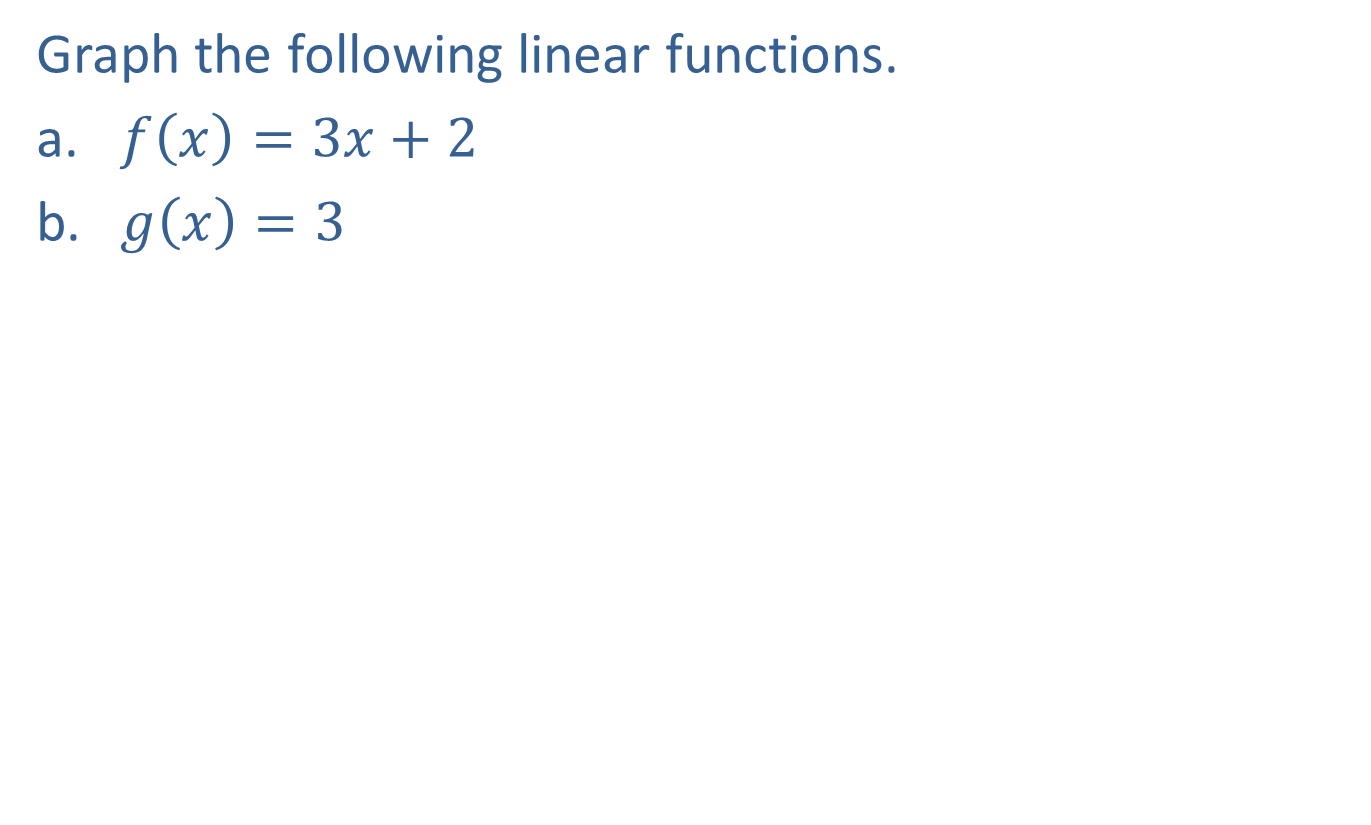 Graph the following linear functions.
a. f(x) = 3x + 2
b. g(x) = 3